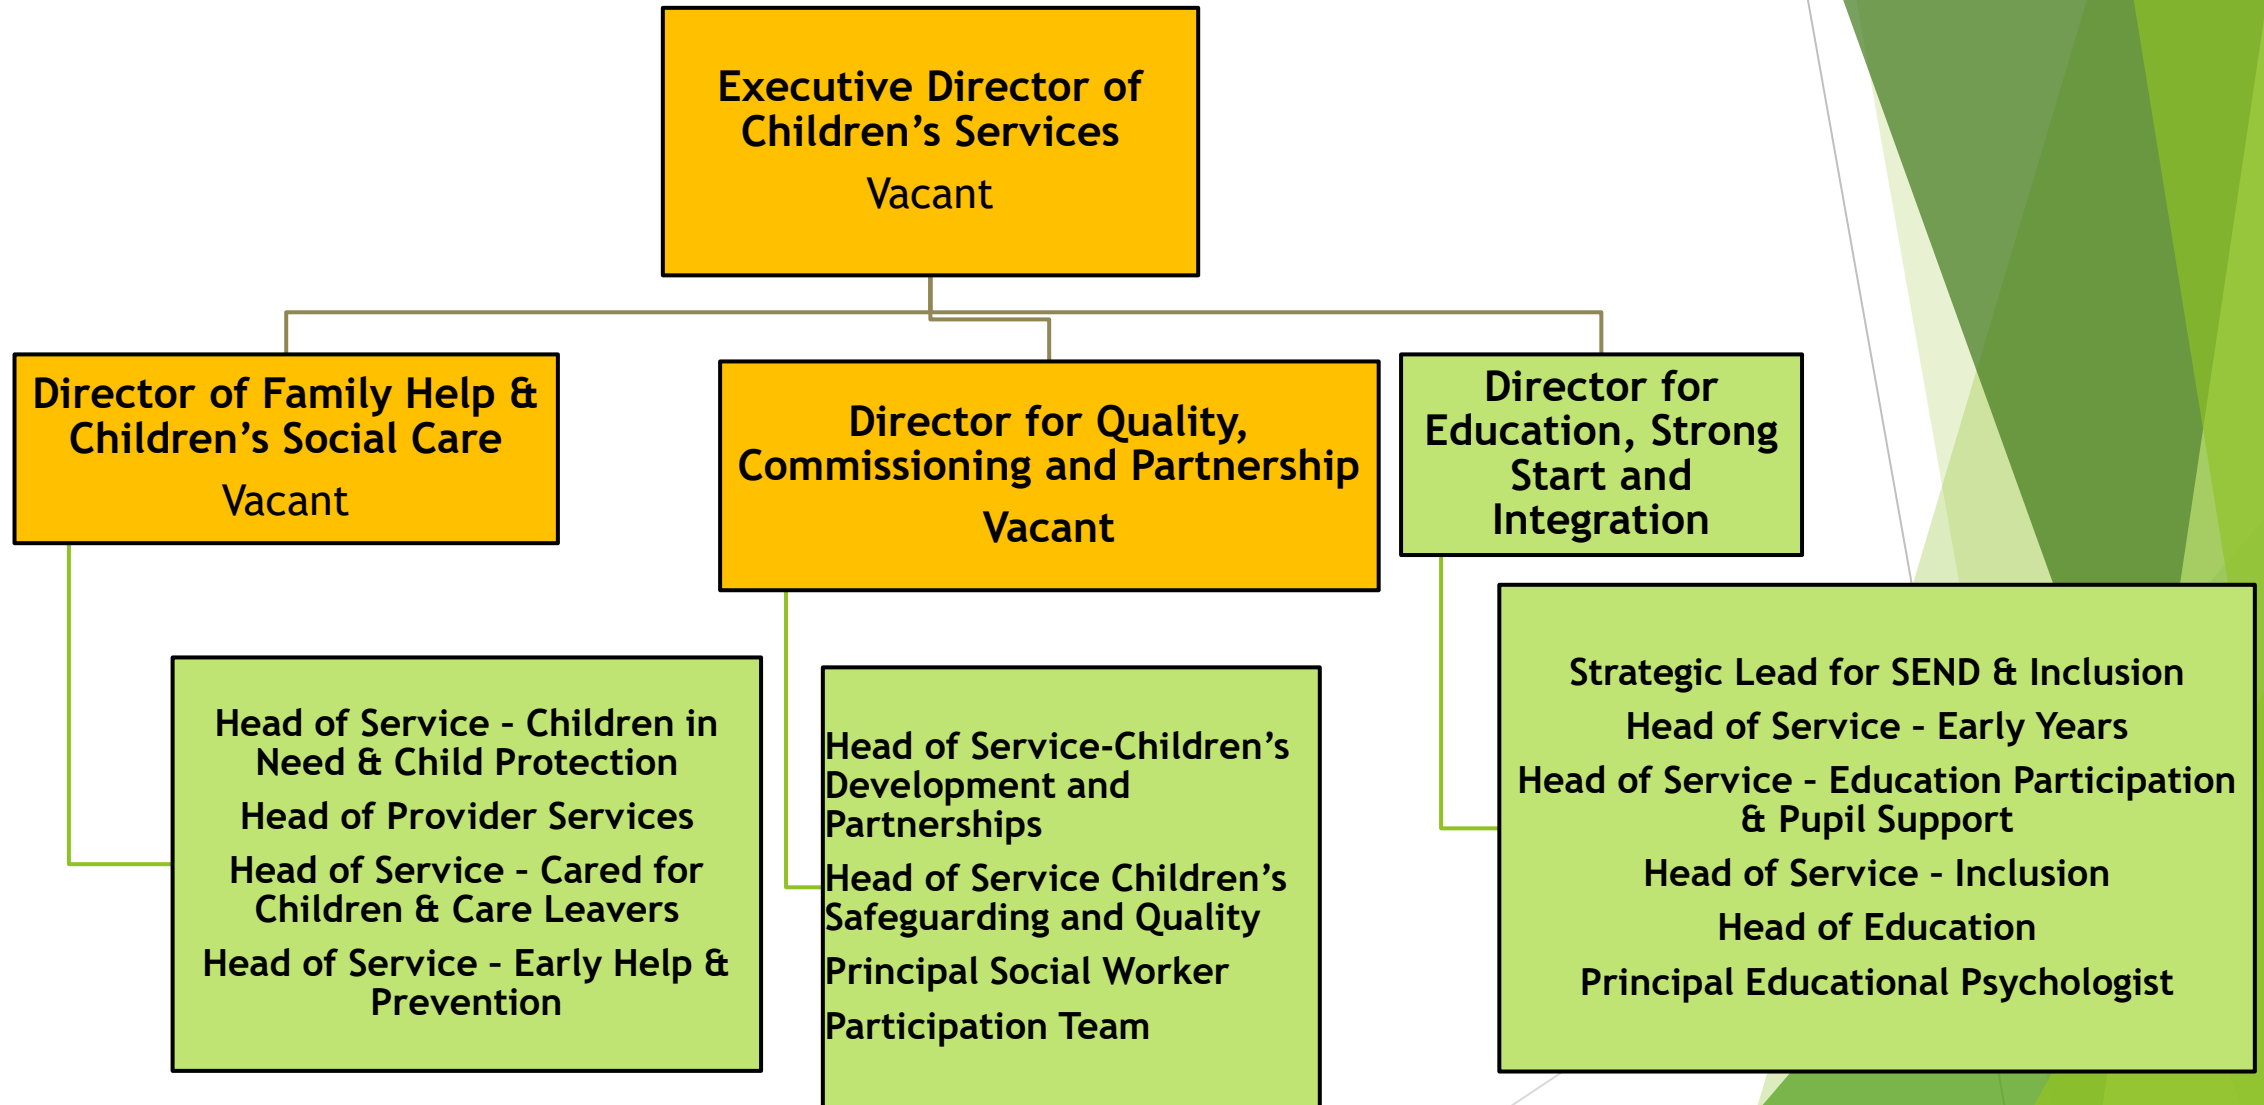 Executive Director of
Children’s Services
Vacant
Director of Family Help &
Children’s Social Care
Vacant
Director for Quality,
Commissioning and Partnership
Vacant
Director for
Education, Strong
Start and
Integration
Head of Service – Children in
Need & Child Protection
Head of Provider Services
Head of Service – Cared for
Children & Care Leavers
Head of Service – Early Help &
Prevention
Head of Service-Children’s
Development and
Partnerships
Head of Service Children’s
Safeguarding and Quality
Principal Social Worker
Participation Team
Strategic Lead for SEND & Inclusion
Head of Service – Early Years
Head of Service – Education Participation
& Pupil Support
Head of Service – Inclusion
Head of Education
Principal Educational Psychologist